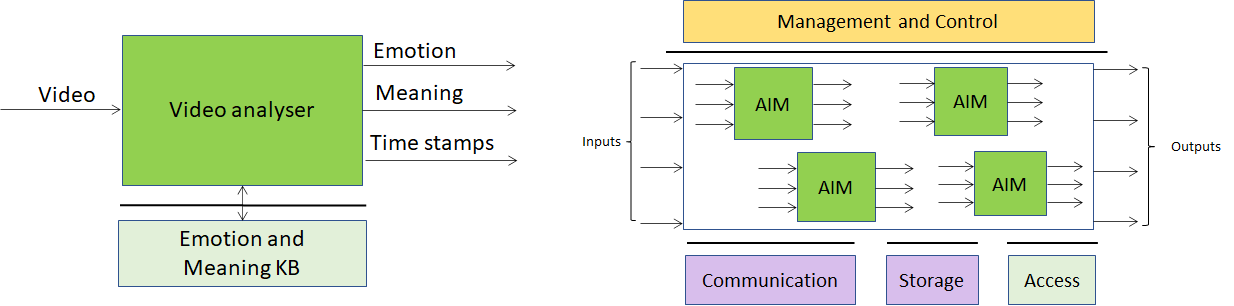 Video
Video analyser
Emotion
Meaning
Time stamps
Emotion and
Meaning KB
Management and Control
Inputs
AIM
AIM
AIM
AIM
Outputs
Communication
Storage
Access